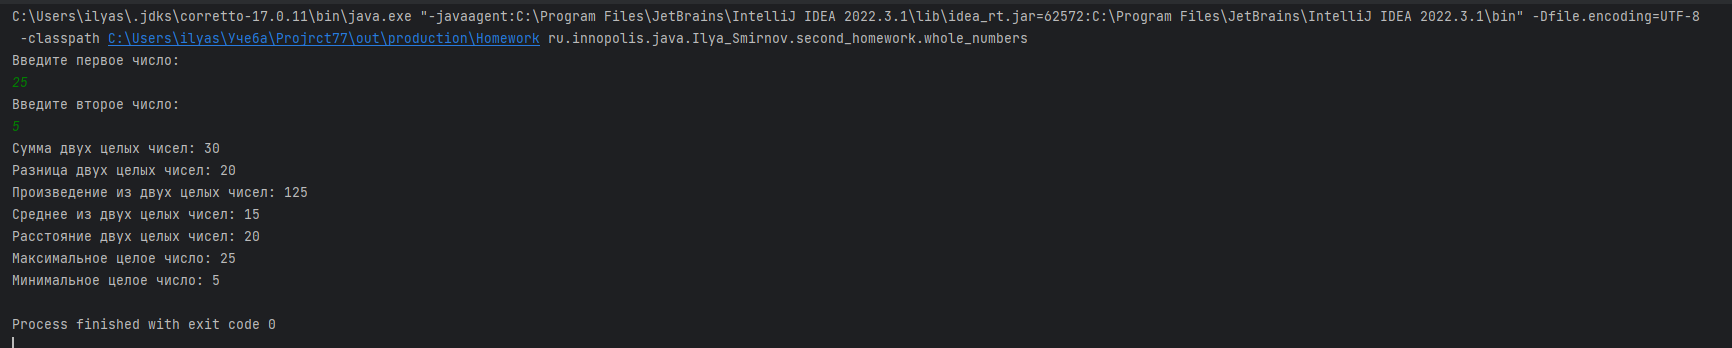 C:\Users\ilyas\.jdks\corretto-17.0.11\bin\java.exe "-javaagent:C:\Program Files\JetBrains\IntelliJ IDEA 2022.3.1\lib\idea_rt.jar=62572:C:\Program Files\JetBrains\IntelliJ IDEA 2022.3.1\bin" -Dfile.encoding=UTF-8
-classpath C:\Users\ilyas\Учеба\Projrct77\out\production\Homework ru.innopolis.java.Ilya_Smirnov.second_homework.whole_numbers
Введите первое число:
25
Введите второе число:
5
Сумма двух целых чисел: 30
Разница двух целых чисел: 20
Произведение из двух целых чисел: 125
Среднее из двух целых чисел: 15
Расстояние двух целых чисел: 20
Максимальное целое число: 25
Минимальное целое число: 5
Process finished with exit code 0